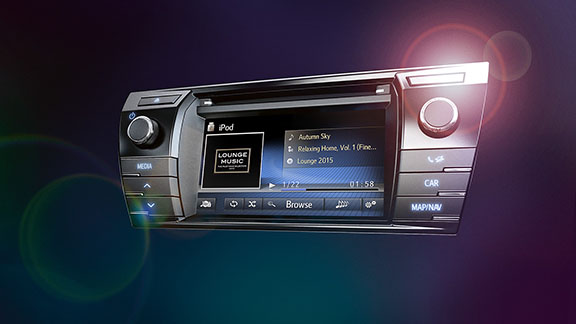 iPod
Autumn Sky
Relaxing Home, Vol. 1 (Fine...
Lounge 2015
LOUNGE
MUSIC
1/22
01:58
Browse
MEDIA
CAR
MAP/NAV